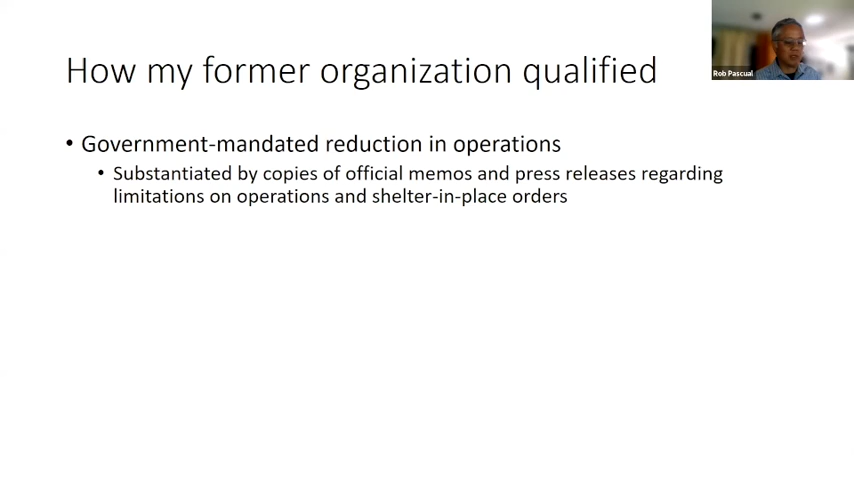 How my former organization qualified
Rob Pascual
• Government-mandated reduction in operations
• Substantiated by copies of official memos and press releases regarding
limitations on operations and shelter-in-place orders